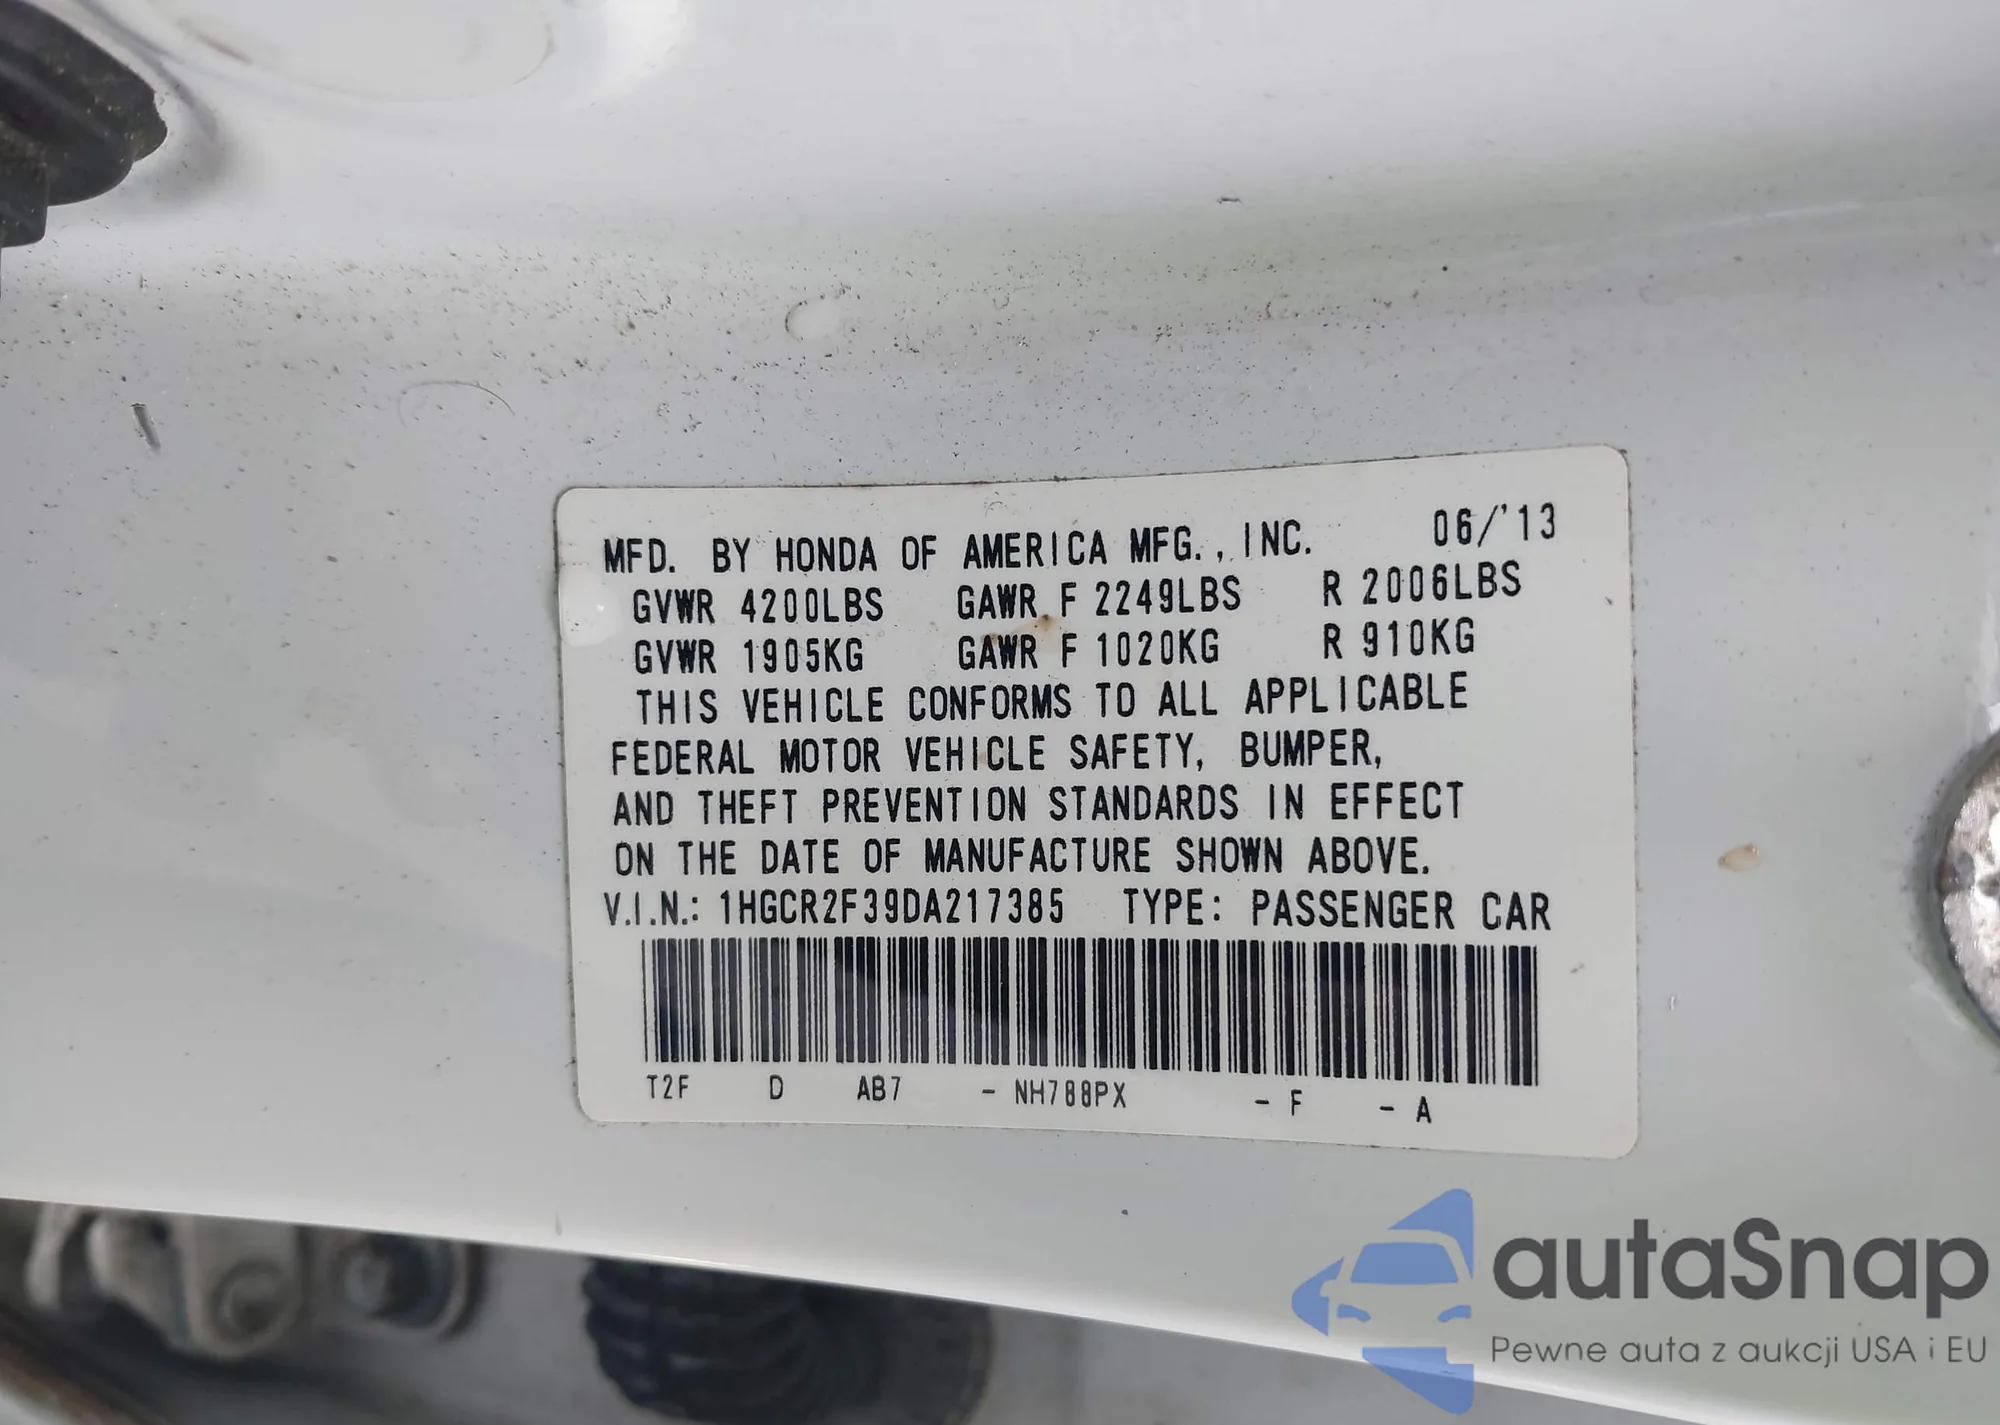 MFD. BY HONDA OF AMERICA MFG., INC. 06/'13
GVWR 4200LBS GAWR F 2249LBS R 2006LBS
GVWR 1905KG GAWR F 1020KG R 910KG
THIS VEHICLE CONFORMS TO ALL APPLICABLE
FEDERAL MOTOR VEHICLE SAFETY, BUMPER,
AND THEFT PREVENTION STANDARDS IN EFFECT
ON THE DATE OF MANUFACTURE SHOWN ABOVE.
V.I.N.: 1HGCR2F39DA217385 TYPE: PASSENGER CAR
T2F D AB7 - NH788PX - F - A
autaSnap
Pewne auta z aukcji USA i EU